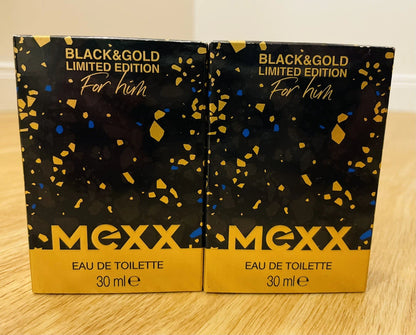 BLACK&GOLD
LIMITED EDITION
For him
MEXX
EAU DE TOILETTE
30 ml ℮
BLACK&GOLD
LIMITED EDITION
For him
MEXX
EAU DE TOILETTE
30 ml ℮